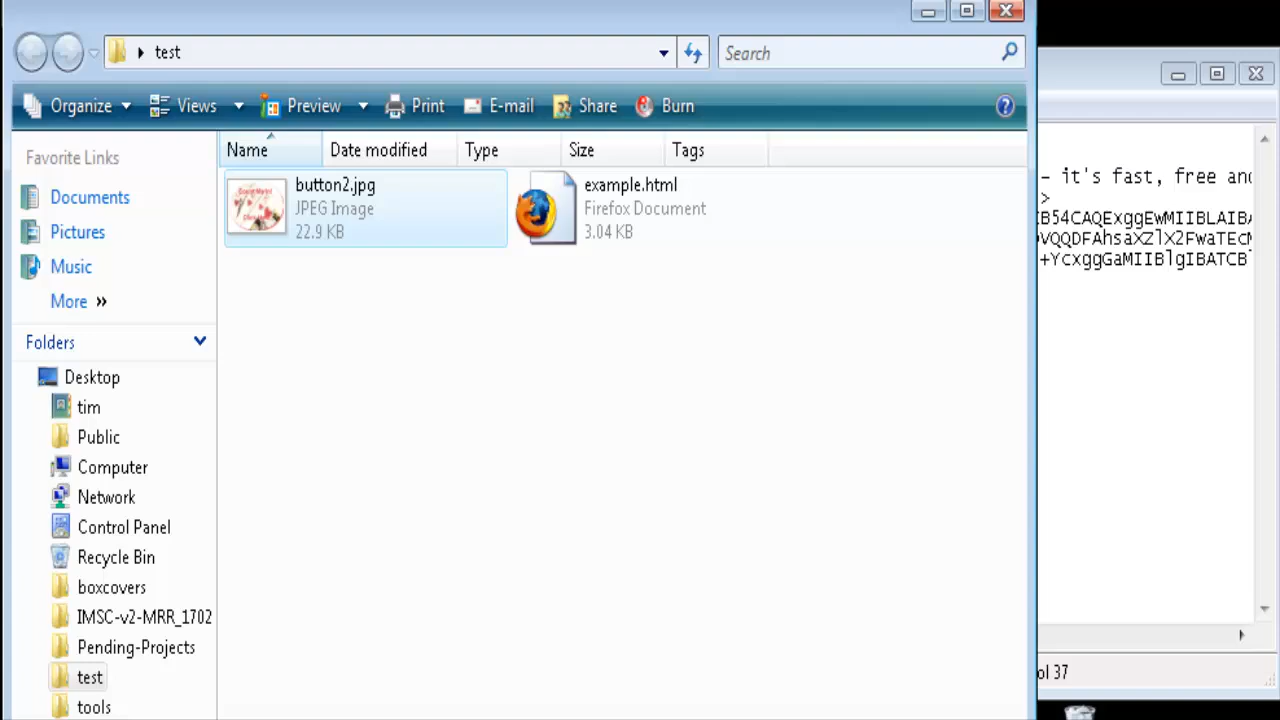 test
Search
Organize Views Preview Print E-mail Share Burn
Name Date modified Type Size Tags
Favorite Links
Documents
Pictures
Music
More »
Folders
Desktop
tim
Public
Computer
Network
Control Panel
Recycle Bin
boxcovers
IMSC-v2-MRR_1702
Pending-Projects
test
tools
button2.jpg
JPEG Image
22.9 KB
example.html
Firefox Document
3.04 KB
- it's fast, free and
>
ol 37